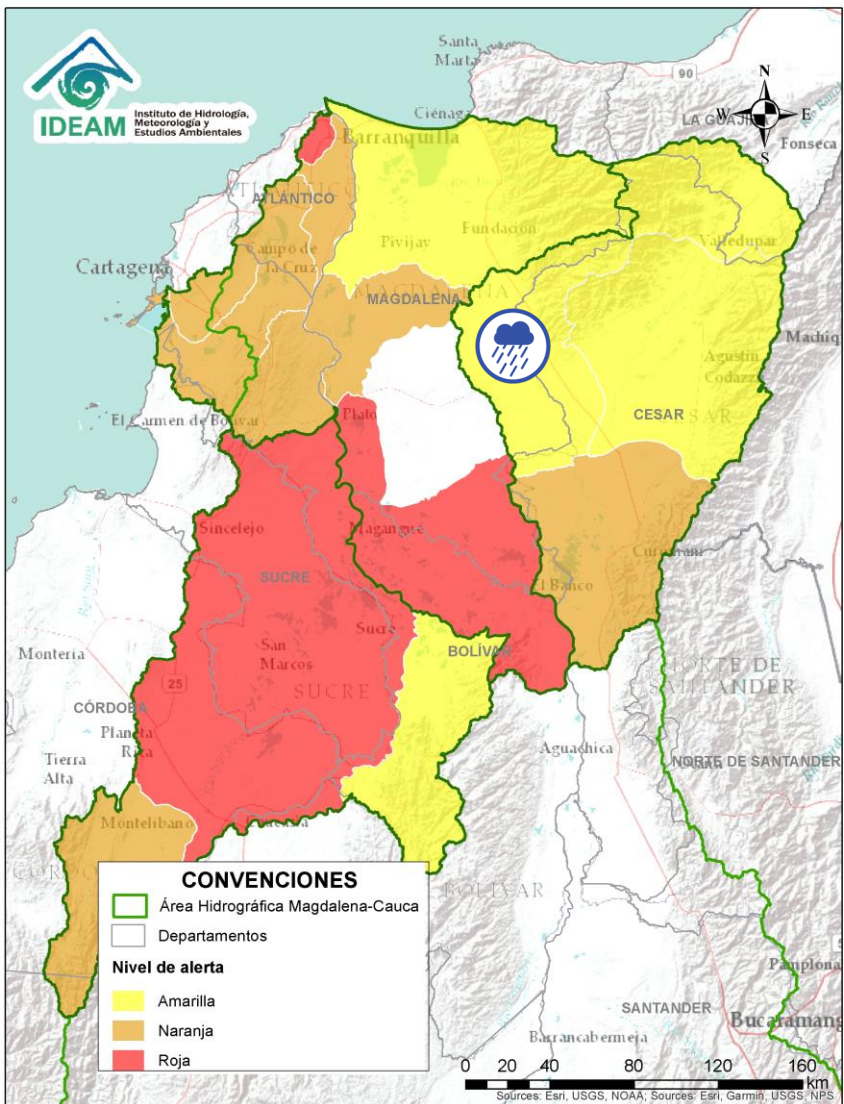 IDEAM
Instituto de Hidrología,
Meteorología y
Estudios Ambientales
Santa
Marta
90
N
W
E
S
Ciénaga
LA GUAJI
Fonseca
Barranquilla
ATLÁNTICO
Pivijay
Fundación
Valledupar
Cartagena
Campo de
la Cruz
MAGDALENA
Machiq
Agustín
Codazzi
El Carmen de Bolívar
Plato
CESAR
Sincelejo
Magangué
SUCRE
El Banco
Sucre
BOLÍVAR
Montería
San
Marcos
SUCRE
NORTE DE
SANTANDER
25
CÓRDOBA
Planeta
Rica
Aguachica
NORTE DE SANTANDER
Tierra
Alta
Montelíbano
BOLÍVAR
CONVENCIONES
Área Hidrográfica Magdalena-Cauca
Departamentos
Nivel de alerta
Amarilla
Naranja
Roja
Pamplona
SANTANDER
Bucaramang
Barrancabermeja
0 20 40 80 120 160
km
Sources: Esri, USGS, NOAA; Sources: Esri, Garmin, USGS, NPS